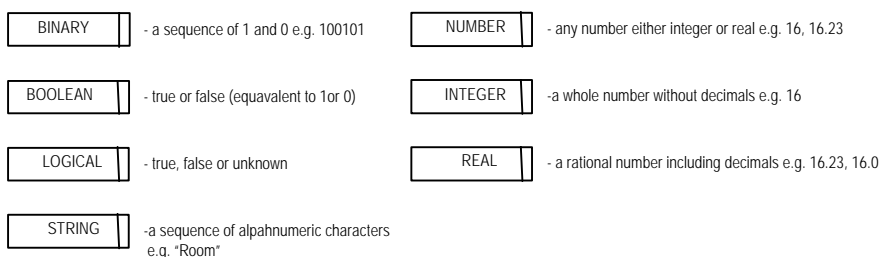 BINARY - a sequence of 1 and 0 e.g. 100101
NUMBER - any number either integer or real e.g. 16, 16.23
BOOLEAN - true or false (equavalent to 1or 0)
INTEGER -a whole number without decimals e.g. 16
LOGICAL - true, false or unknown
REAL - a rational number including decimals e.g. 16.23, 16.0
STRING -a sequence of alpahnumeric characters
e.g. "Room"